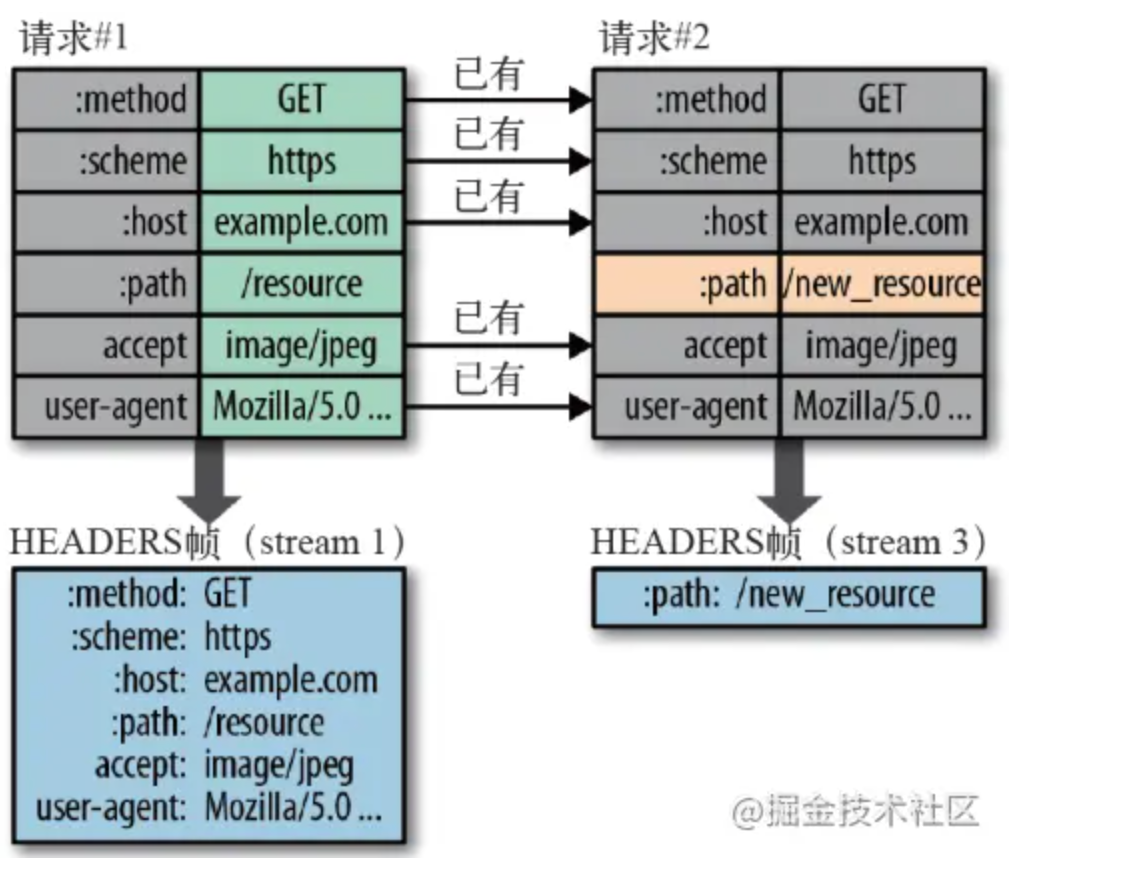 请求#1
:method GET
:scheme https
:host example.com
:path /resource
accept image/jpeg
user-agent Mozilla/5.0 ...
已有
已有
已有
已有
已有
请求#2
:method GET
:scheme https
:host example.com
:path /new_resource
accept image/jpeg
user-agent Mozilla/5.0 ...
HEADERS帧（stream 1）
:method: GET
:scheme: https
:host: example.com
:path: /resource
accept: image/jpeg
user-agent: Mozilla/5.0 ...
HEADERS帧（stream 3）
:path: /new_resource
@掘金技术社区